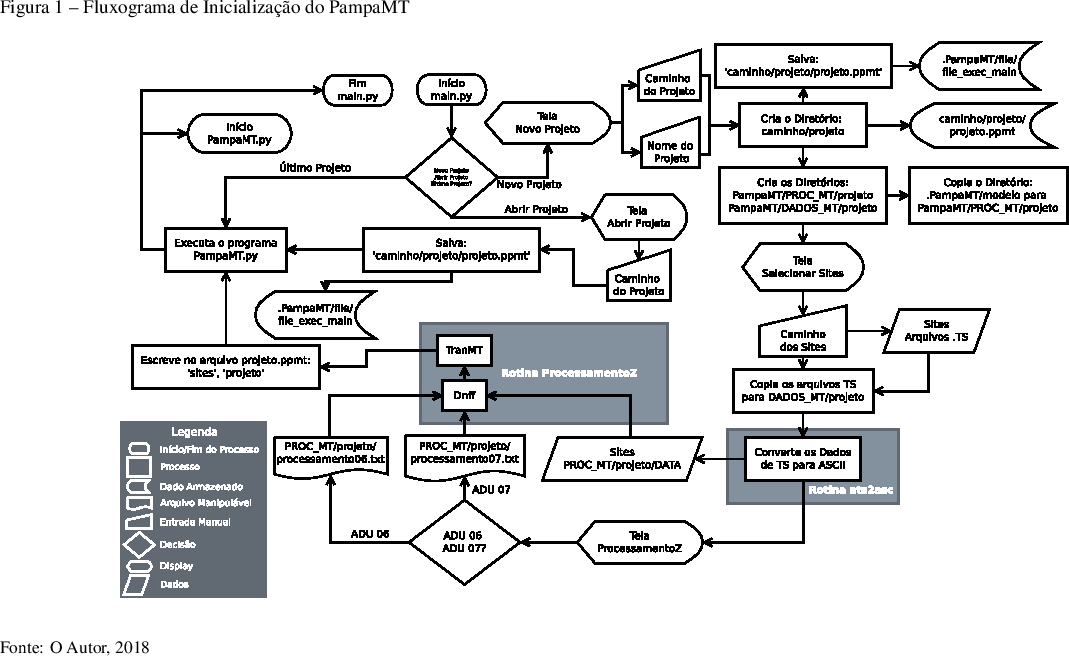 Figura 1 – Fluxograma de Inicialização do PampaMT
Fim
main.py
Início
main.py
Início
PampaMT.py
Novo Projeto
Abrir Projeto
Último Projeto?
Último Projeto
Novo Projeto
Abrir Projeto
Tela
Novo Projeto
Caminho
do Projeto
Nome do
Projeto
Salva:
'caminho/projeto/projeto.ppmt'
.PampaMT/file/
file_exec_main
Cria o Diretório:
caminho/projeto
caminho/projeto/
projeto.ppmt
Cria os Diretórios:
PampaMT/PROC_MT/projeto
PampaMT/DADOS_MT/projeto
Copia o Diretório:
.PampaMT/modelo para
PampaMT/PROC_MT/projeto
Tela
Abrir Projeto
Caminho
do Projeto
Salva:
'caminho/projeto/projeto.ppmt'
.PampaMT/file/
file_exec_main
Executa o programa
PampaMT.py
Tela
Selecionar Sites
Caminho
dos Sites
Sites
Arquivos .TS
Copia os arquivos TS
para DADOS_MT/projeto
Converte os Dados
de TS para ASCII
Rotina ats2asc
Sites
PROC_MT/projeto/DATA
Tela
ProcessamentoZ
ADU 06
ADU 07?
ADU 06
ADU 07
PROC_MT/projeto/
processamento06.txt
PROC_MT/projeto/
processamento07.txt
Dnff
TranMT
Rotina ProcessamentoZ
Escreve no arquivo projeto.ppmt:
'sites', 'projeto'
Legenda
Início/Fim do Processo
Processo
Dado Armazenado
Arquivo Manipulável
Entrada Manual
Decisão
Display
Dados
Fonte: O Autor, 2018